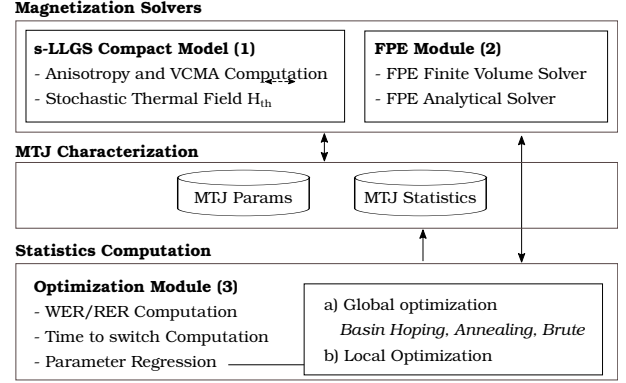 Magnetization Solvers
s-LLGS Compact Model (1)
- Anisotropy and VCMA Computation
- Stochastic Thermal Field Hth
FPE Module (2)
- FPE Finite Volume Solver
- FPE Analytical Solver
MTJ Characterization
MTJ Params
MTJ Statistics
Statistics Computation
Optimization Module (3)
- WER/RER Computation
- Time to switch Computation
- Parameter Regression
a) Global optimization
Basin Hoping, Annealing, Brute
b) Local Optimization